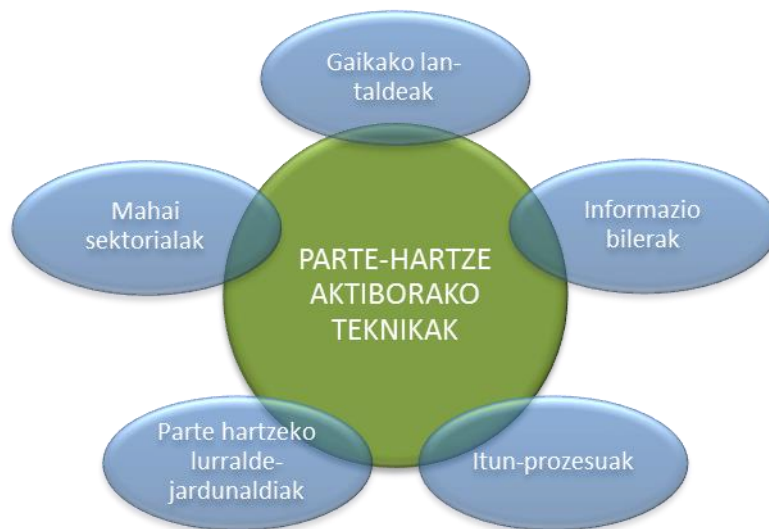 Gaikako lan-
taldeak
Mahai
sektorialak
Informazio
bilerak
PARTE-HARTZE
AKTIBORAKO
TEKNIKAK
Parte hartzeko
lurralde-
jardunaldiak
Itun-prozesuak